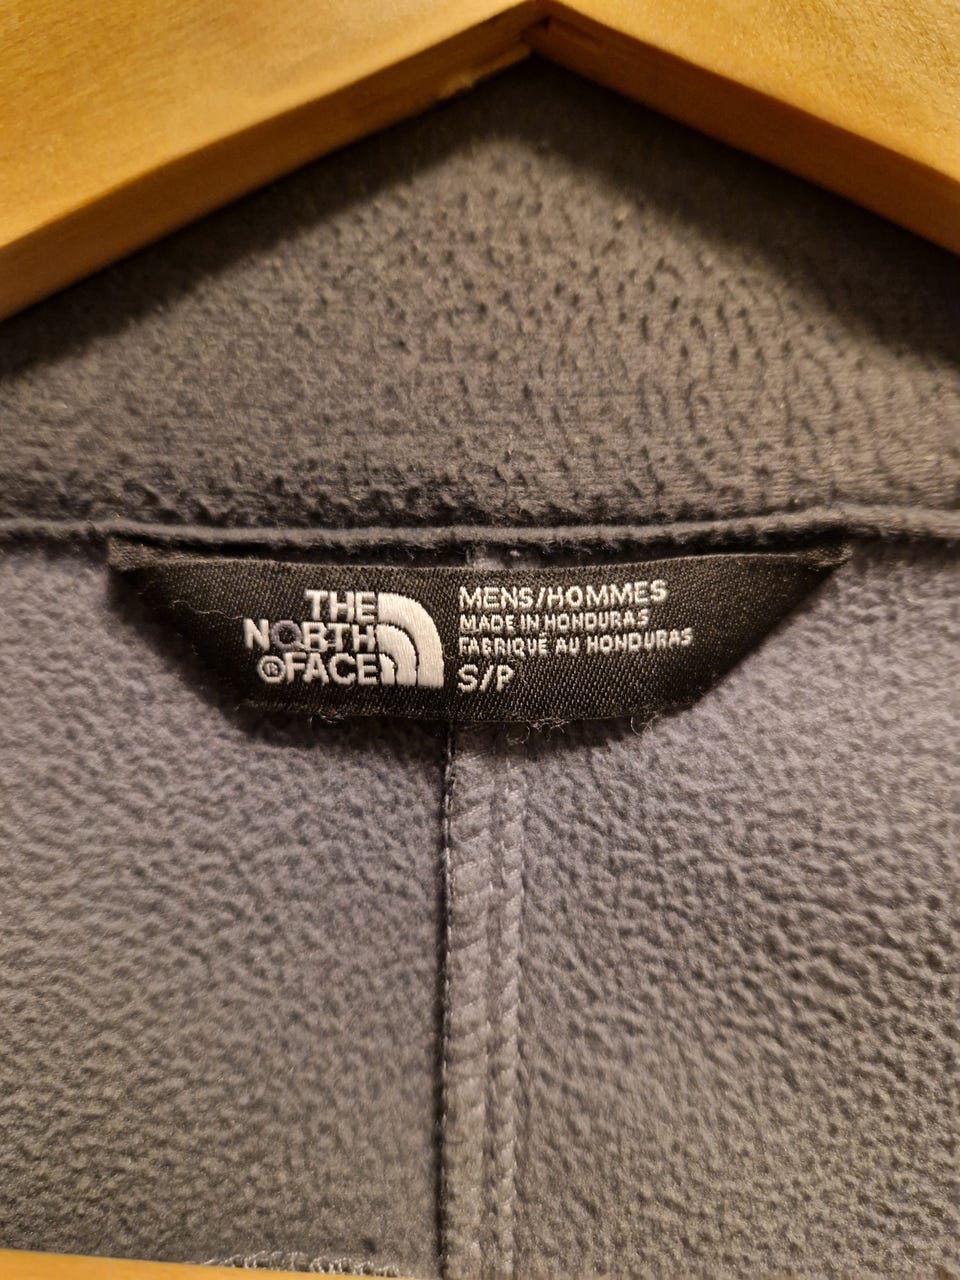 THE
NORTH
®FACE
MENS/HOMMES
MADE IN HONDURAS
FABRIQUE AU HONDURAS
S/P